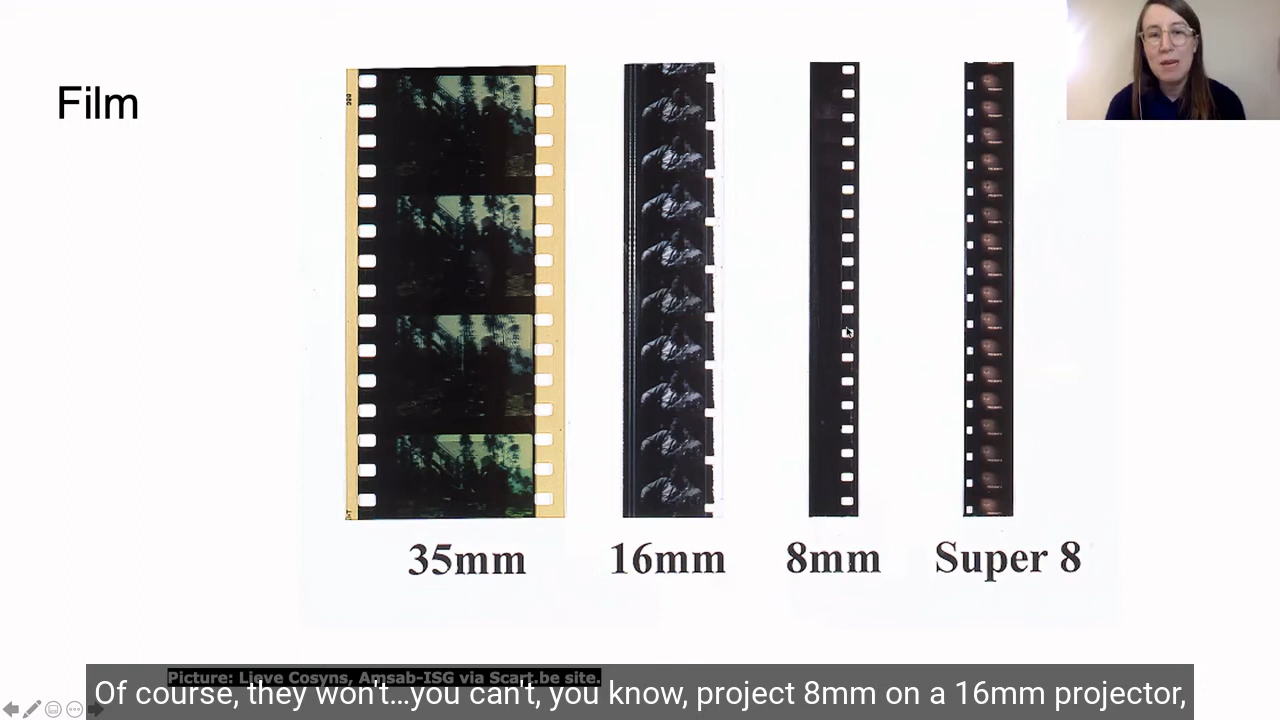 Film
35mm
16mm
8mm
Super 8
Picture: Lieve Cosyns, Amsab-ISG via Scart.be site.
Of course, they won't...you can't, you know, project 8mm on a 16mm projector,